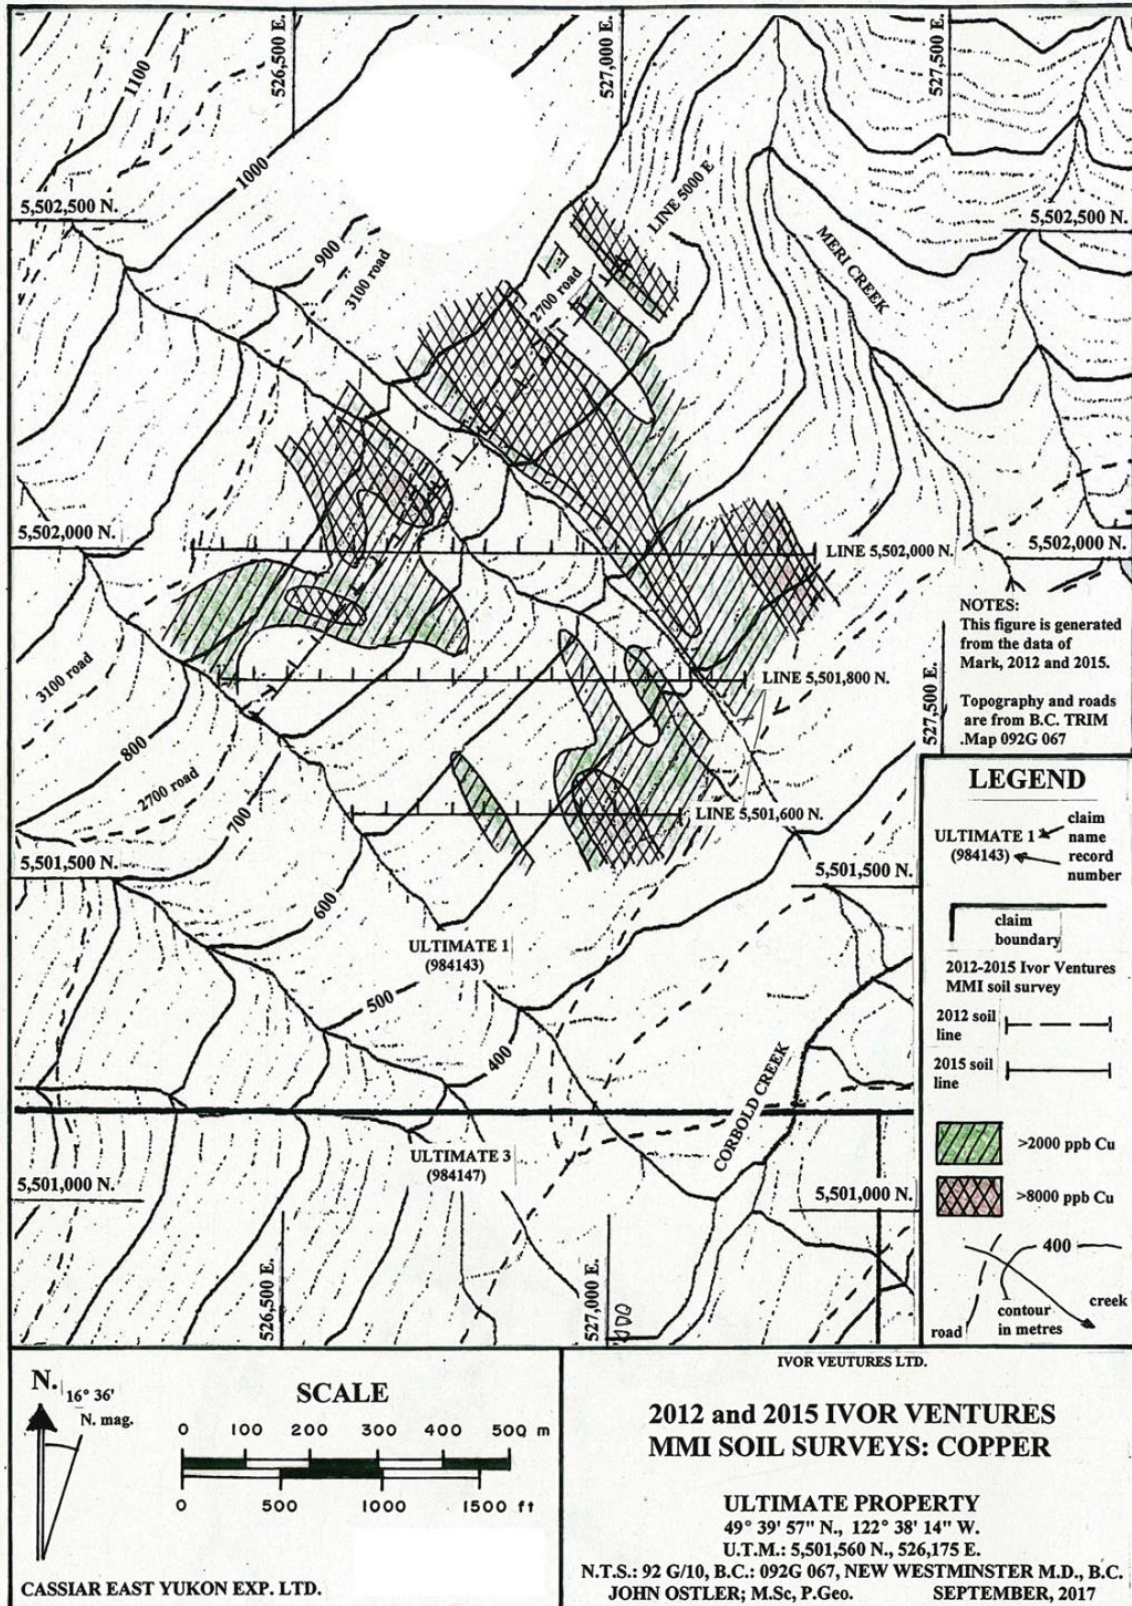 526,500 E.
527,000 E.
527,500 E.
1100
1000
LINE 5000 E
5,502,500 N.
5,502,500 N.
900
3100 road
2700 road
MERI CREEK
5,502,000 N.
LINE 5,502,000 N.
5,502,000 N.
NOTES:
This figure is generated
from the data of
Mark, 2012 and 2015.
Topography and roads
are from B.C. TRIM
.Map 092G 067
527,500 E.
3100 road
LINE 5,501,800 N.
800
2700 road
700
LINE 5,501,600 N.
5,501,500 N.
5,501,500 N.
600
ULTIMATE 1
(984143)
500
400
CORBOLD CREEK
ULTIMATE 3
(984147)
5,501,000 N.
5,501,000 N.
526,500 E.
527,000 E.
LEGEND
ULTIMATE 1
(984143)
claim
name
record
number
claim
boundary
2012-2015 Ivor Ventures
MMI soil survey
2012 soil
line
2015 soil
line
>2000 ppb Cu
>8000 ppb Cu
400
road
contour
in metres
creek
N.
16° 36'
N. mag.
SCALE
0 100 200 300 400 500 m
0 500 1000 1500 ft
CASSIAR EAST YUKON EXP. LTD.
IVOR VEUTURES LTD.
2012 and 2015 IVOR VENTURES
MMI SOIL SURVEYS: COPPER
ULTIMATE PROPERTY
49° 39' 57" N., 122° 38' 14" W.
U.T.M.: 5,501,560 N., 526,175 E.
N.T.S.: 92 G/10, B.C.: 092G 067, NEW WESTMINSTER M.D., B.C.
JOHN OSTLER; M.Sc, P.Geo. SEPTEMBER, 2017